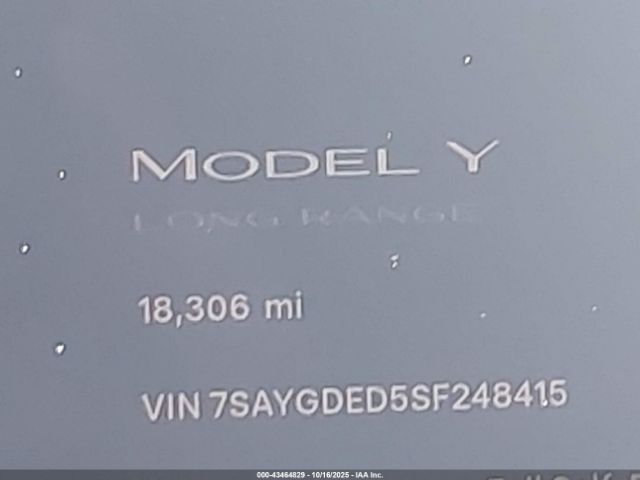 MODEL Y
LONG RANGE
18,306 mi
VIN 7SAYGDED5SF248415
000-43464829 - 10/16/2025 - IAA Inc.